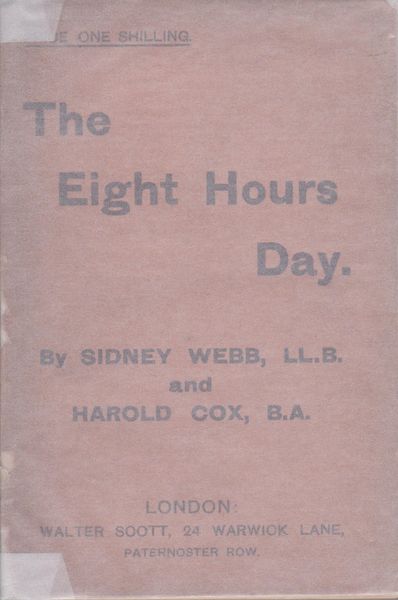 ONE SHILLING.
The
Eight Hours
Day.
By SIDNEY WEBB, LL.B.
and
HAROLD COX, B.A.
LONDON:
WALTER SCOTT, 24 WARWICK LANE,
PATERNOSTER ROW.